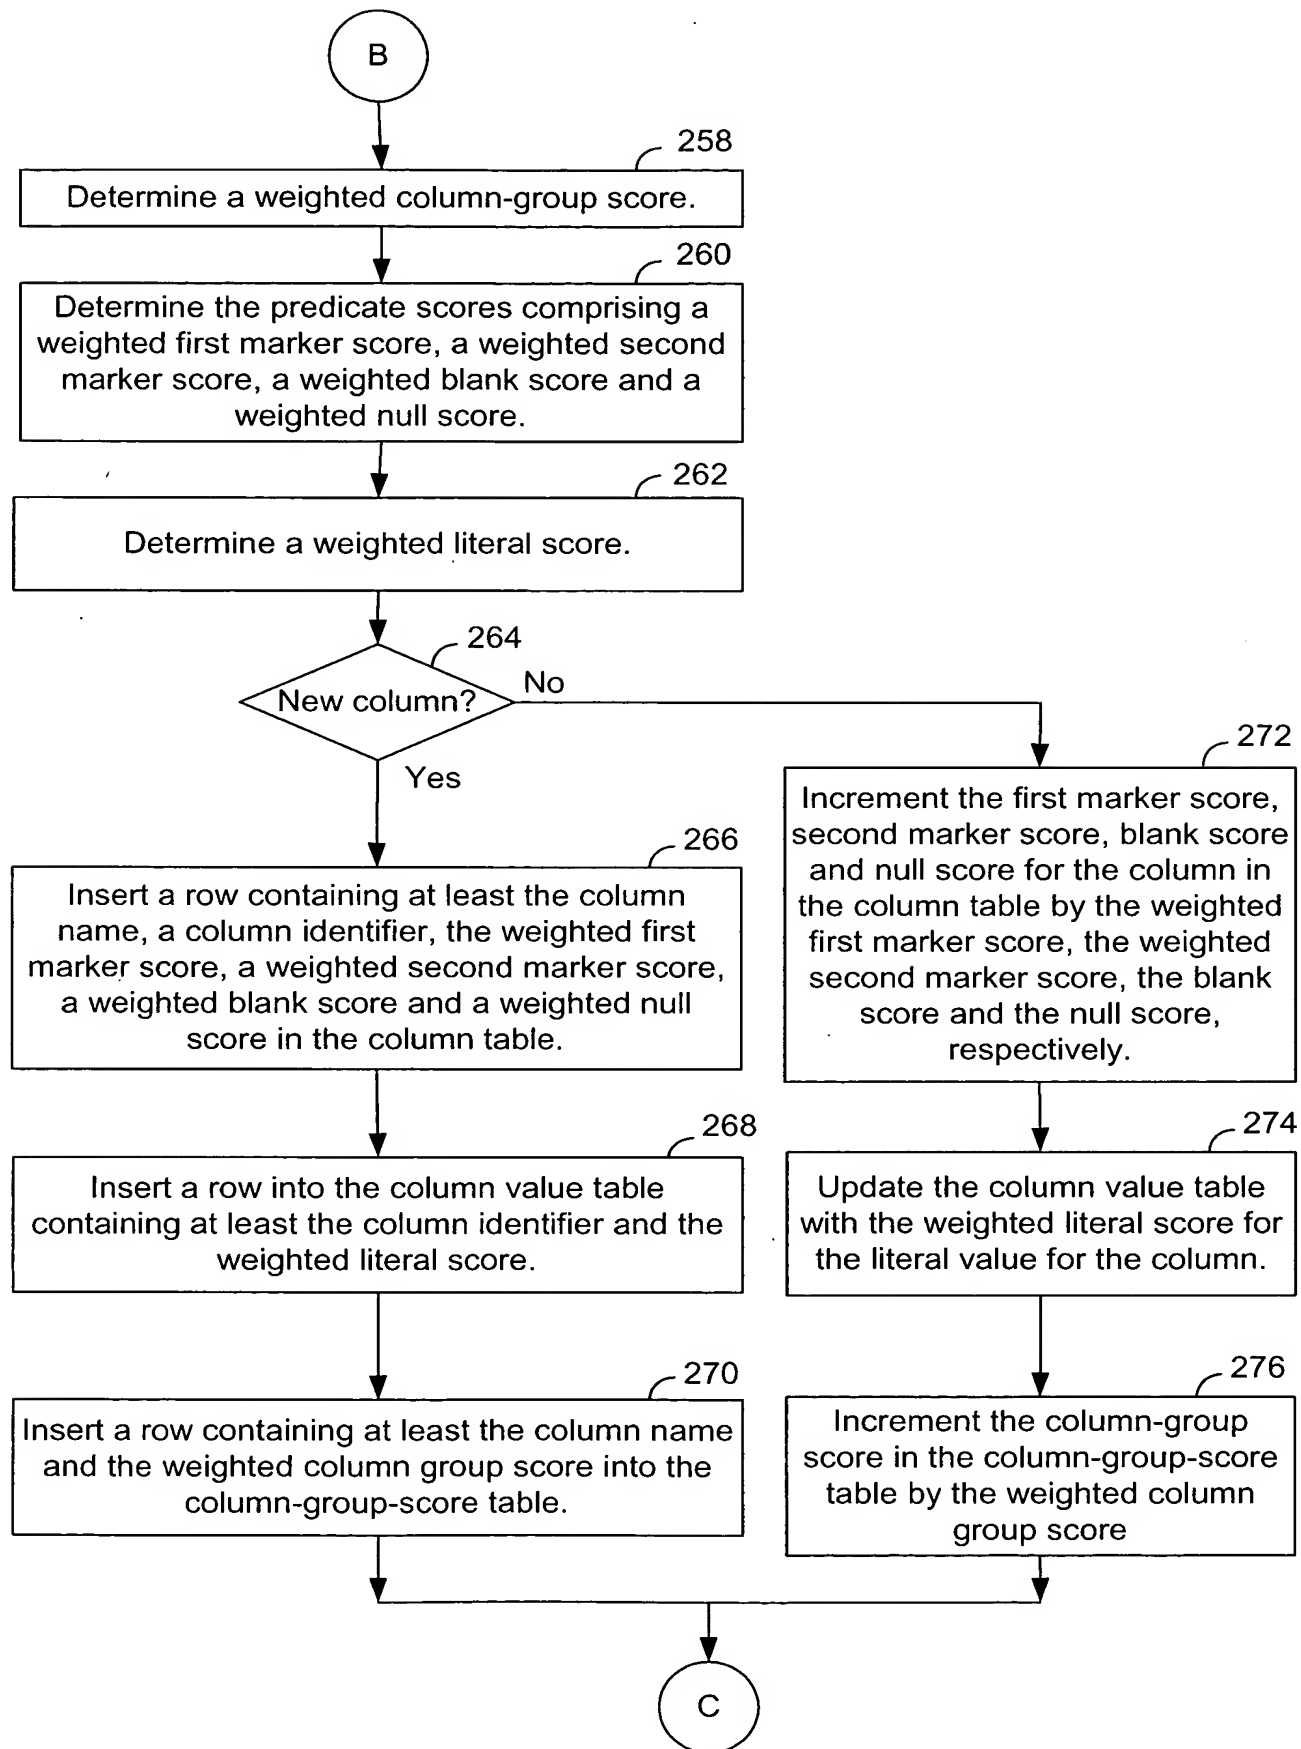 B
258
Determine a weighted column-group score.
260
Determine the predicate scores comprising a
weighted first marker score, a weighted second
marker score, a weighted blank score and a
weighted null score.
262
Determine a weighted literal score.
264
New column?
No
Yes
266
Insert a row containing at least the column
name, a column identifier, the weighted first
marker score, a weighted second marker score,
a weighted blank score and a weighted null
score in the column table.
268
Insert a row into the column value table
containing at least the column identifier and the
weighted literal score.
270
Insert a row containing at least the column name
and the weighted column group score into the
column-group-score table.
272
Increment the first marker score,
second marker score, blank score
and null score for the column in
the column table by the weighted
first marker score, the weighted
second marker score, the blank
score and the null score,
respectively.
274
Update the column value table
with the weighted literal score for
the literal value for the column.
276
Increment the column-group
score in the column-group-score
table by the weighted column
group score
C